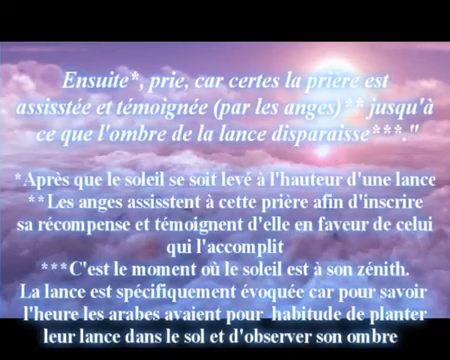 Ensuite*, prie, car certes la prière est
assisstée et témoignée (par les anges)** jusqu'à
ce que l'ombre de la lance disparaisse***."
*Après que le soleil se soit levé à l'hauteur d'une lance
**Les anges assisstent à cette prière afin d'inscrire
sa récompense et témoignent d'elle en faveur de celui
qui l'accomplit
***C'est le moment où le soleil est à son zénith.
La lance est spécifiquement évoquée car pour savoir
l'heure les arabes avaient pour habitude de planter
leur lance dans le sol et d'observer son ombre